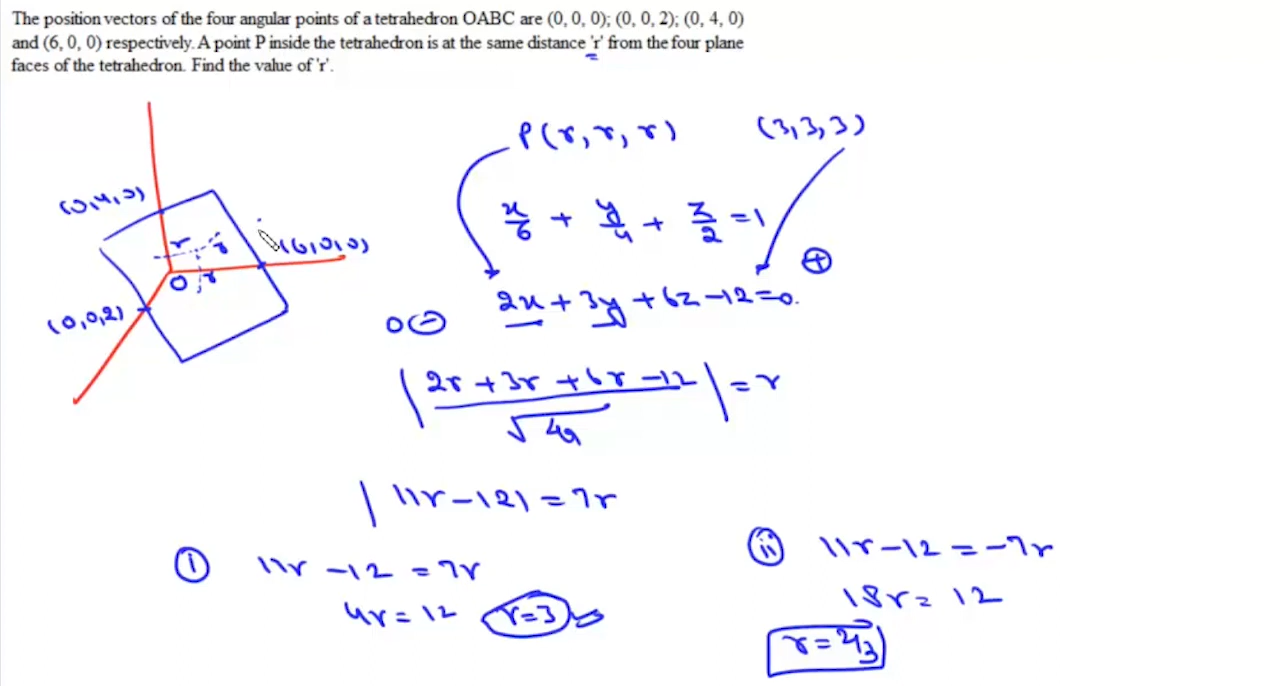 The position vectors of the four angular points of a tetrahedron OABC are (0, 0, 0); (0, 0, 2); (0, 4, 0)
and (6, 0, 0) respectively. A point P inside the tetrahedron is at the same distance 'r' from the four plane
faces of the tetrahedron. Find the value of 'r'.
P(r, r, r) (3, 3, 3)
(0,4,0)
x/6 + y/4 + z/2 = 1
r r (6,0,0)
O r
(0,0,2)
2x + 3y + 6z - 12 = 0. ⊕
0 ⊖
| (2r + 3r + 6r - 12)/√49 | = r
| 11r - 12 | = 7r
(i) 11r - 12 = 7r
4r = 12 r=3
(ii) 11r - 12 = -7r
18r = 12
r = 2/3